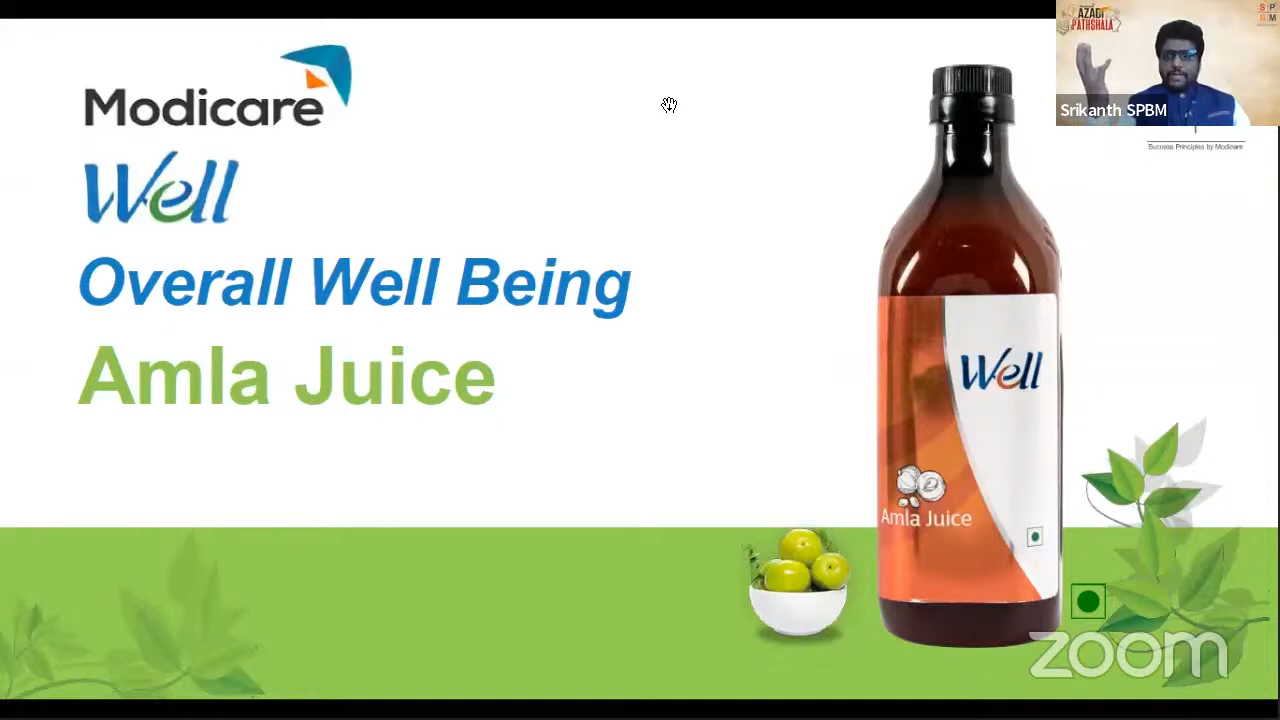 Modicare
Well
Overall Well Being
Amla Juice
Well
Amla Juice
AZADI
PATHSHALA
S P
B M
Srikanth SPBM
Success Principles by Modicare
zoom